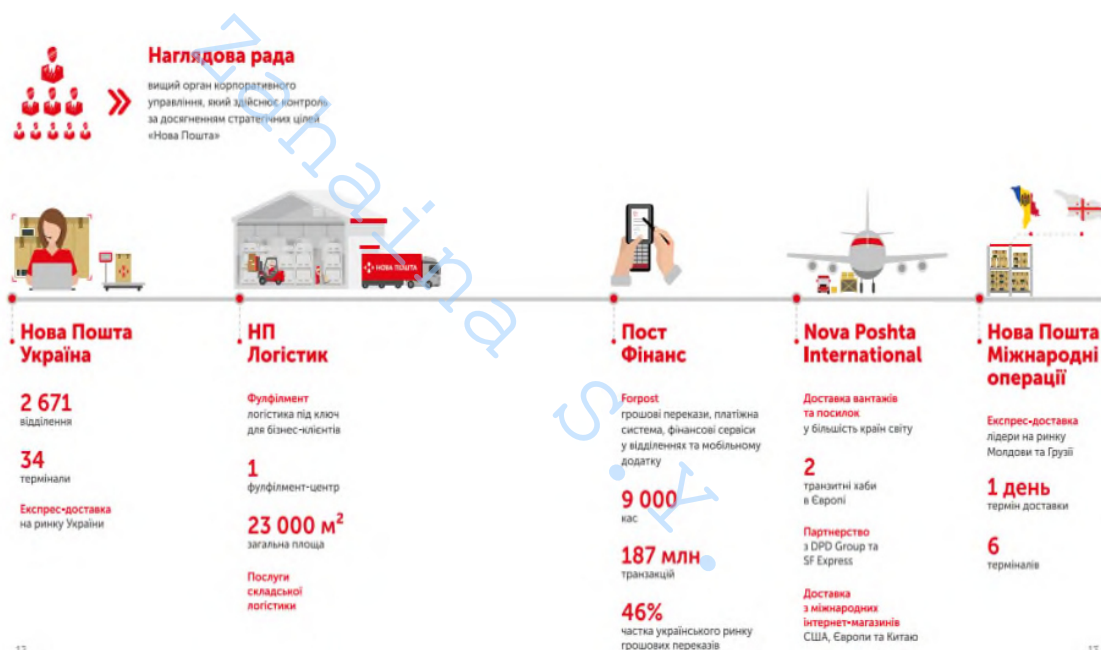 Наглядова рада
вищий орган корпоративного
управління, який здійснює контроль
за досягненням стратегічних цілей
«Нова Пошта»
НОВА ПОШТА
Нова Пошта
Україна
2 671
відділення
34
термінали
Експрес-доставка
на ринку України
НП
Логістик
Фулфілмент
логістика під ключ
для бізнес-клієнтів
1
фулфілмент-центр
23 000 м²
загальна площа
Послуги
складської
логістики
Пост
Фінанс
Forpost
грошові перекази, платіжна
система, фінансові сервіси
у відділеннях та мобільному
додатку
9 000
кас
187 млн
транзакцій
46%
частка українського ринку
грошових переказів
Nova Poshta
International
Доставка вантажів
та посилок
у більшість країн світу
2
транзитні хаби
в Європі
Партнерство
з DPD Group та
SF Express
Доставка
з міжнародних
інтернет-магазинів
США, Європи та Китаю
Нова Пошта
Міжнародні
операції
Експрес-доставка
лідери на ринку
Молдови та Грузії
1 день
термін доставки
6
терміналів
zhaina s.y.